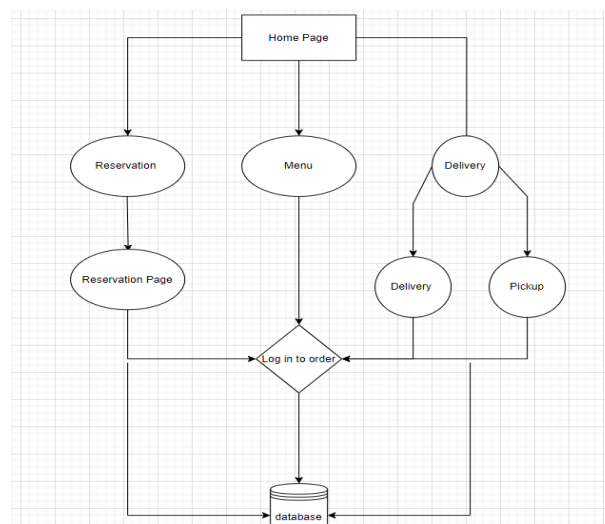 Home Page
Reservation
Menu
Delivery
Reservation Page
Delivery
Pickup
Log in to order
database